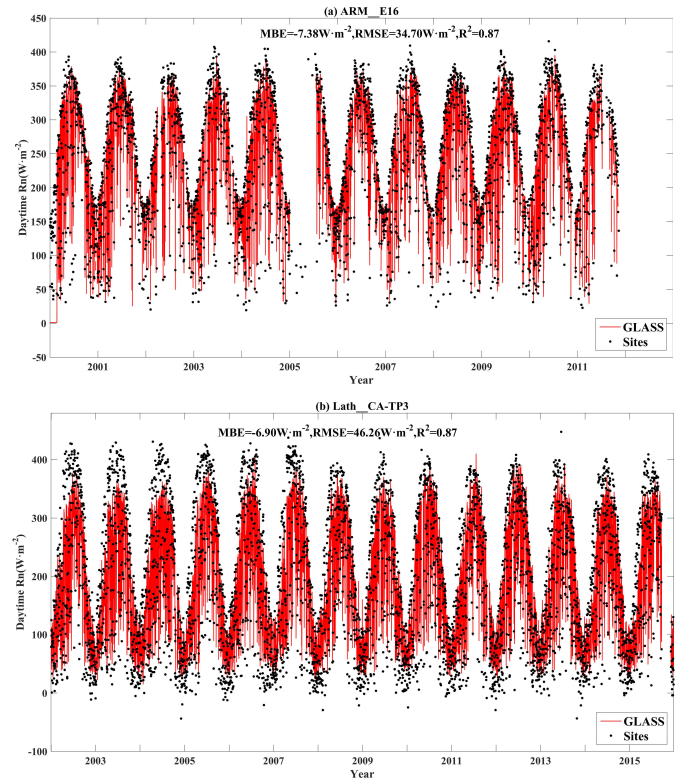 (a) ARM__E16
MBE=-7.38W·m-2,RMSE=34.70W·m-2,R2=0.87
450
400
350
300
250
200
150
100
50
0
-50
Daytime Rn(W·m-2)
2001
2003
2005
2007
2009
2011
Year
GLASS
Sites
(b) Lath__CA-TP3
MBE=-6.90W·m-2,RMSE=46.26W·m-2,R2=0.87
400
300
200
100
0
-100
Daytime Rn(W·m-2)
2003
2005
2007
2009
2011
2013
2015
Year
GLASS
Sites